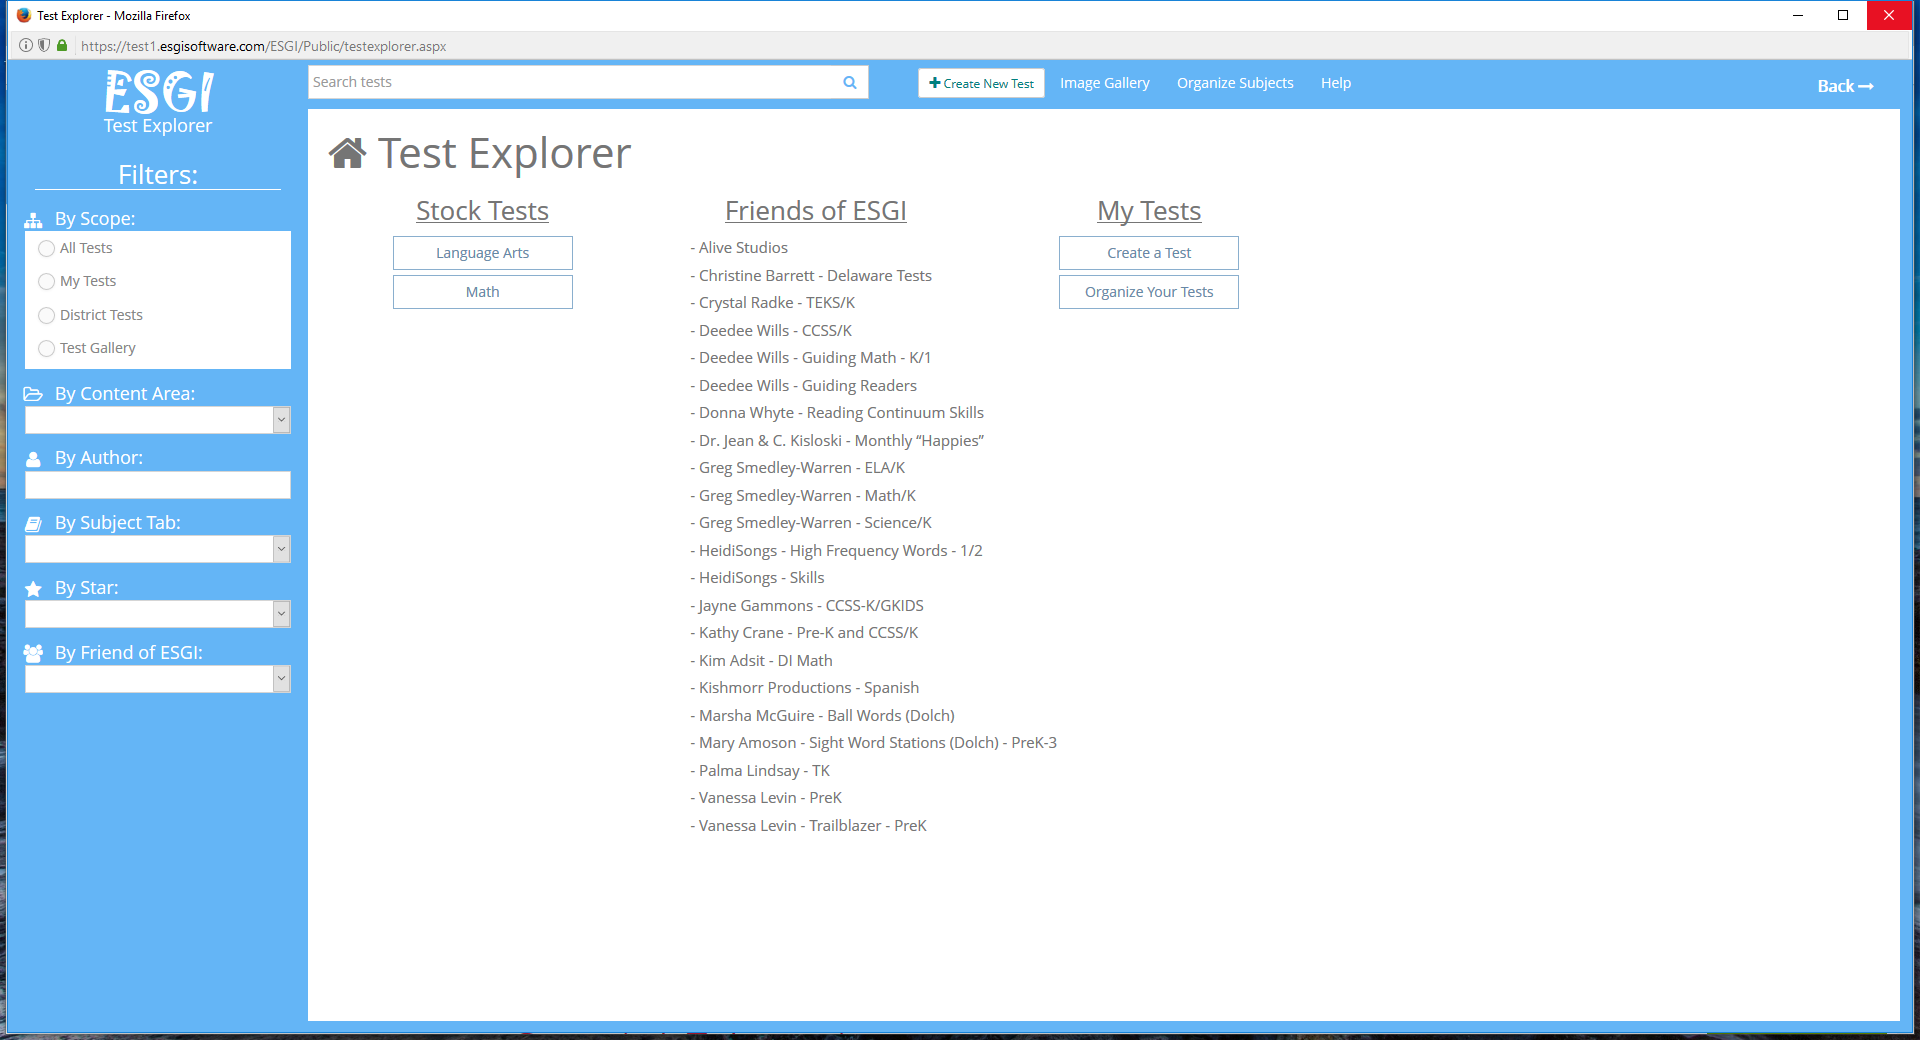 Test Explorer - Mozilla Firefox
https://test1.esgisoftware.com/ESGI/Public/testexplorer.aspx
ESGI
Test Explorer
Search tests
Create New Test
Image Gallery
Organize Subjects
Help
Back
Filters:
By Scope:
All Tests
My Tests
District Tests
Test Gallery
By Content Area:
By Author:
By Subject Tab:
By Star:
By Friend of ESGI:
Test Explorer
Stock Tests
Language Arts
Math
Friends of ESGI
- Alive Studios
- Christine Barrett - Delaware Tests
- Crystal Radke - TEKS/K
- Deedee Wills - CCSS/K
- Deedee Wills - Guiding Math - K/1
- Deedee Wills - Guiding Readers
- Donna Whyte - Reading Continuum Skills
- Dr. Jean & C. Kisloski - Monthly “Happies”
- Greg Smedley-Warren - ELA/K
- Greg Smedley-Warren - Math/K
- Greg Smedley-Warren - Science/K
- HeidiSongs - High Frequency Words - 1/2
- HeidiSongs - Skills
- Jayne Gammons - CCSS-K/GKIDS
- Kathy Crane - Pre-K and CCSS/K
- Kim Adsit - DI Math
- Kishmorr Productions - Spanish
- Marsha McGuire - Ball Words (Dolch)
- Mary Amoson - Sight Word Stations (Dolch) - PreK-3
- Palma Lindsay - TK
- Vanessa Levin - PreK
- Vanessa Levin - Trailblazer - PreK
My Tests
Create a Test
Organize Your Tests